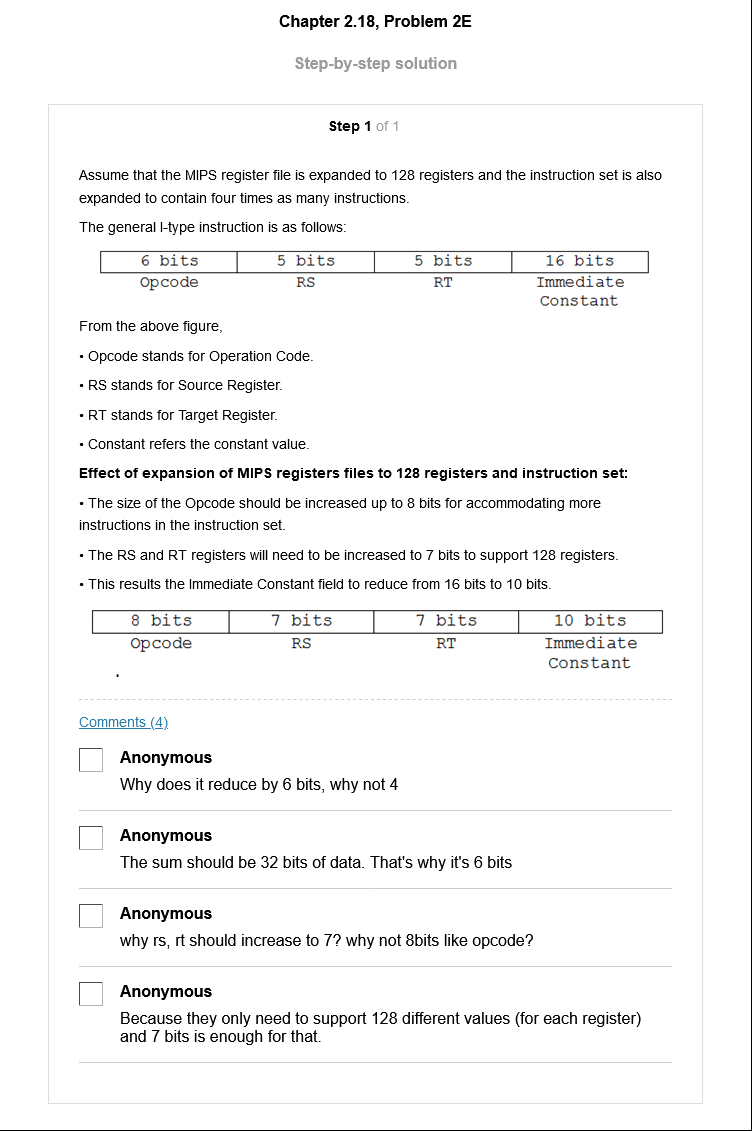 Chapter 2.18, Problem 2E
Step-by-step solution
Step 1 of 1
Assume that the MIPS register file is expanded to 128 registers and the instruction set is also
expanded to contain four times as many instructions.
The general I-type instruction is as follows:
6 bits 5 bits 5 bits 16 bits
Opcode RS RT Immediate
Constant
From the above figure,
• Opcode stands for Operation Code.
• RS stands for Source Register.
• RT stands for Target Register.
• Constant refers the constant value.
Effect of expansion of MIPS registers files to 128 registers and instruction set:
• The size of the Opcode should be increased up to 8 bits for accommodating more
instructions in the instruction set.
• The RS and RT registers will need to be increased to 7 bits to support 128 registers.
• This results the Immediate Constant field to reduce from 16 bits to 10 bits.
8 bits 7 bits 7 bits 10 bits
Opcode RS RT Immediate
Constant
.
Comments (4)
Anonymous
Why does it reduce by 6 bits, why not 4
Anonymous
The sum should be 32 bits of data. That's why it's 6 bits
Anonymous
why rs, rt should increase to 7? why not 8bits like opcode?
Anonymous
Because they only need to support 128 different values (for each register)
and 7 bits is enough for that.